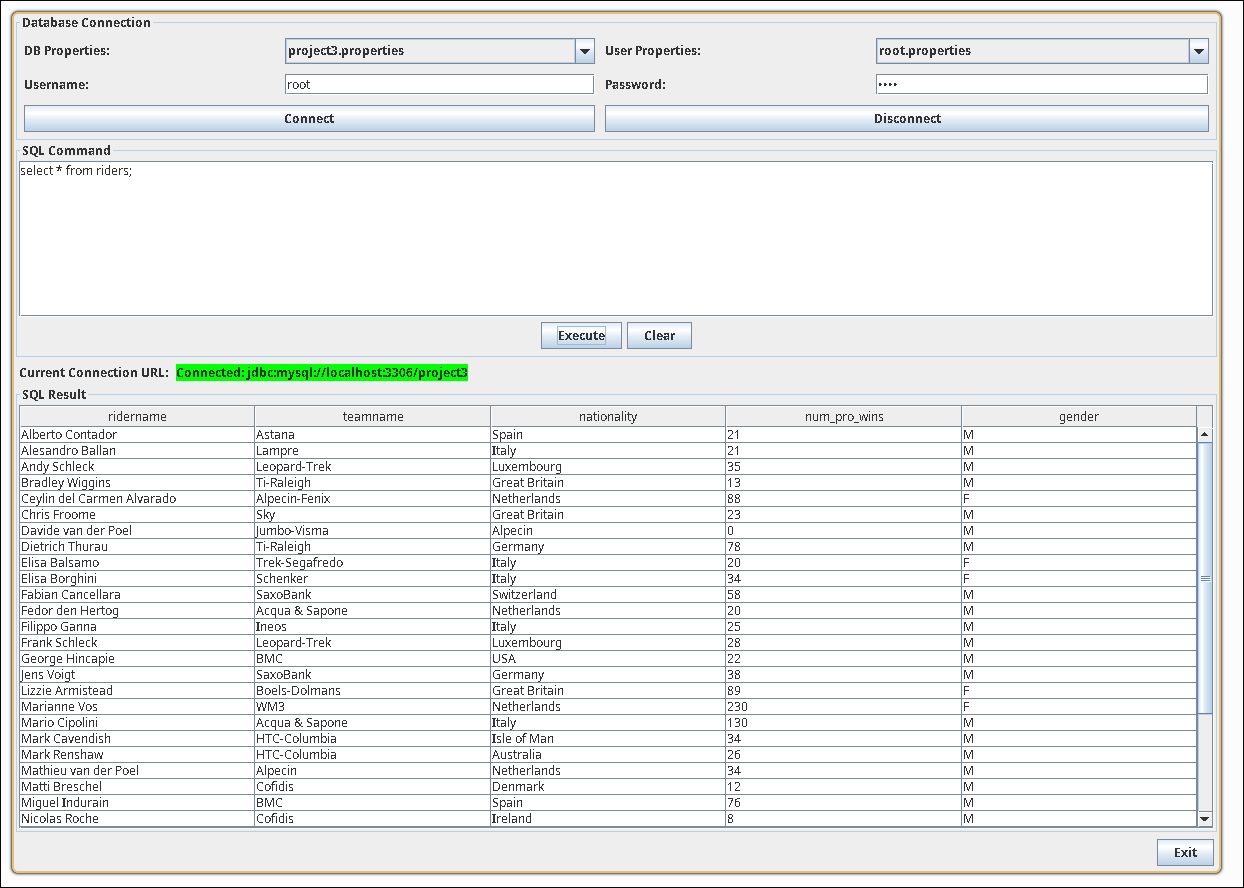 Database Connection
DB Properties: project3.properties User Properties: root.properties
Username: root Password: ••••
Connect Disconnect
SQL Command
select * from riders;
Execute Clear
Current Connection URL: Connected: jdbc:mysql://localhost:3306/project3
SQL Result
ridername teamname nationality num_pro_wins gender
Alberto Contador Astana Spain 21 M
Alesandro Ballan Lampre Italy 21 M
Andy Schleck Leopard-Trek Luxembourg 35 M
Bradley Wiggins Ti-Raleigh Great Britain 13 M
Ceylin del Carmen Alvarado Alpecin-Fenix Netherlands 88 F
Chris Froome Sky Great Britain 23 M
Davide van der Poel Jumbo-Visma Alpecin 0 M
Dietrich Thurau Ti-Raleigh Germany 78 M
Elisa Balsamo Trek-Segafredo Italy 20 F
Elisa Borghini Schenker Italy 34 F
Fabian Cancellara SaxoBank Switzerland 58 M
Fedor den Hertog Acqua & Sapone Netherlands 20 M
Filippo Ganna Ineos Italy 25 M
Frank Schleck Leopard-Trek Luxembourg 28 M
George Hincapie BMC USA 22 M
Jens Voigt SaxoBank Germany 38 M
Lizzie Armistead Boels-Dolmans Great Britain 89 F
Marianne Vos WM3 Netherlands 230 F
Mario Cipolini Acqua & Sapone Italy 130 M
Mark Cavendish HTC-Columbia Isle of Man 34 M
Mark Renshaw HTC-Columbia Australia 26 M
Mathieu van der Poel Alpecin Netherlands 34 M
Matti Breschel Cofidis Denmark 12 M
Miguel Indurain BMC Spain 76 M
Nicolas Roche Cofidis Ireland 8 M
Exit